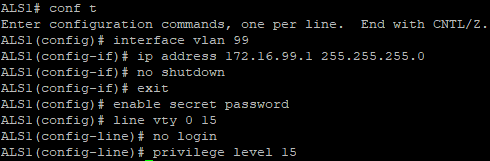 ALS1# conf t
Enter configuration commands, one per line.  End with CNTL/Z.
ALS1(config)# interface vlan 99
ALS1(config-if)# ip address 172.16.99.1 255.255.255.0
ALS1(config-if)# no shutdown
ALS1(config-if)# exit
ALS1(config)# enable secret password
ALS1(config)# line vty 0 15
ALS1(config-line)# no login
ALS1(config-line)# privilege level 15